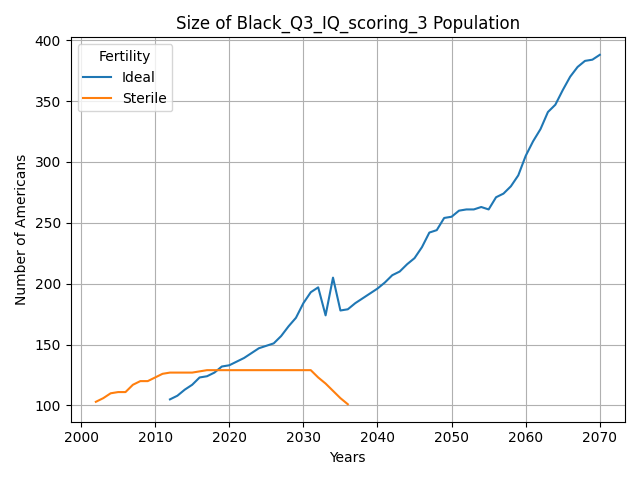 Size of Black_Q3_IQ_scoring_3 Population
Number of Americans
400
350
300
250
200
150
100
Fertility
Ideal
Sterile
2000 2010 2020 2030 2040 2050 2060 2070
Years